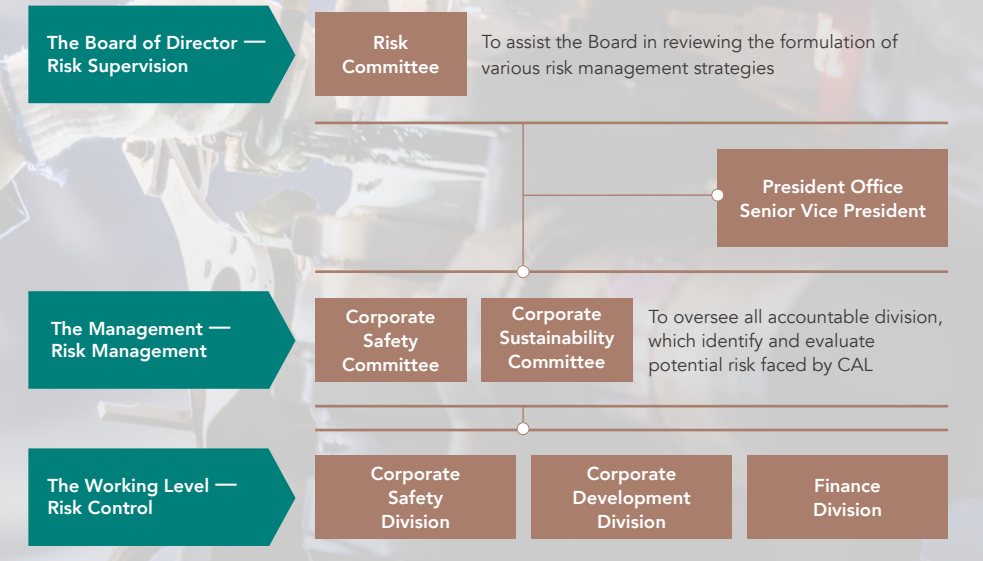 The Board of Director —
Risk Supervision
Risk
Committee
To assist the Board in reviewing the formulation of
various risk management strategies
President Office
Senior Vice President
The Management —
Risk Management
Corporate
Safety
Committee
Corporate
Sustainability
Committee
To oversee all accountable division,
which identify and evaluate
potential risk faced by CAL
The Working Level —
Risk Control
Corporate
Safety
Division
Corporate
Development
Division
Finance
Division